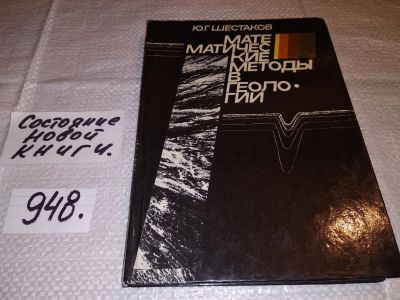 Состояние
Новой
книги.
948.
Ю.Г. ШЕСТАКОВ
МАТЕ
МАТИЧЕС
КИЕ
МЕТОДЫ
В
ГЕОЛО·
ГИИ